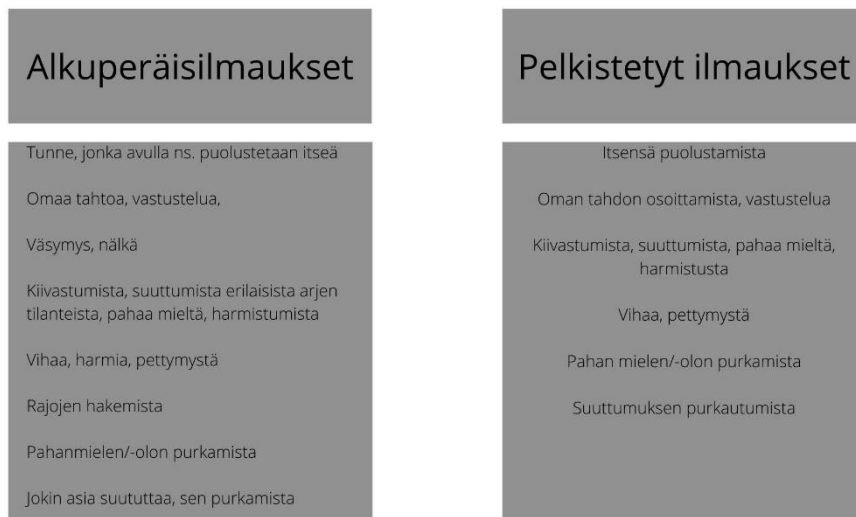 Alkuperäisilmaukset
Tunne, jonka avulla ns. puolustetaan itseä
Omaa tahtoa, vastustelua,
Väsymys, nälkä
Kiivastumista, suuttumista erilaisista arjen
tilanteista, pahaa mieltä, harmistumista
Vihaa, harmia, pettymystä
Rajojen hakemista
Pahanmielen/-olon purkamista
Jokin asia suututtaa, sen purkamista
Pelkistetyt ilmaukset
Itsensä puolustamista
Oman tahdon osoittamista, vastustelua
Kiivastumista, suuttumista, pahaa mieltä,
harmistusta
Vihaa, pettymystä
Pahan mielen/-olon purkamista
Suuttumuksen purkautumista